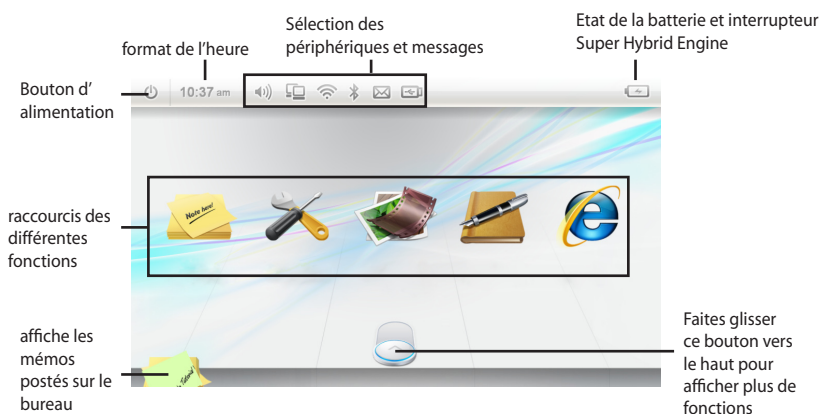 Sélection des
périphériques et messages
Etat de la batterie et interrupteur
Super Hybrid Engine
format de l’heure
Bouton d’
alimentation
10:37 am
Note here!
raccourcis des
différentes
fonctions
affiche les
mémos
postés sur le
bureau
Faites glisser
ce bouton vers
le haut pour
afficher plus de
fonctions